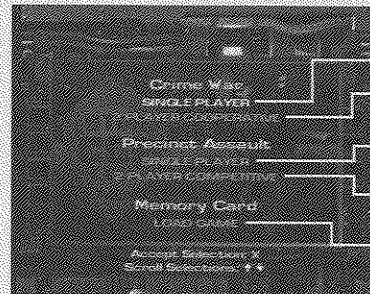 Crime War
SINGLE PLAYER
2 PLAYER COOPERATIVE
Precinct Assault
SINGLE PLAYER
2 PLAYER COMPETITIVE
Memory Card
LOAD GAME
Accept Selection: X
Scroll Selections: ↑ ↓